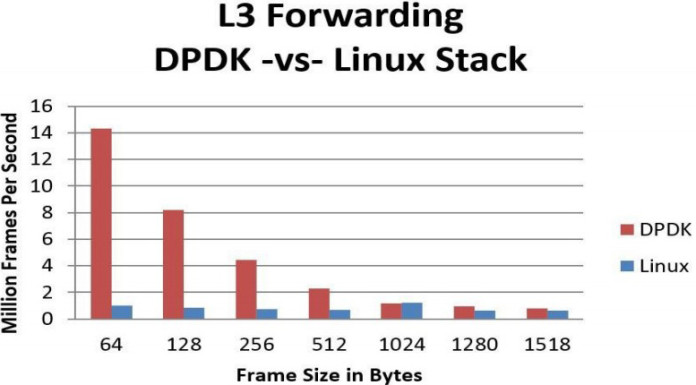 L3 Forwarding
DPDK -vs- Linux Stack
Million Frames Per Second
16
14
12
10
8
6
4
2
0
64 128 256 512 1024 1280 1518
Frame Size in Bytes
DPDK
Linux